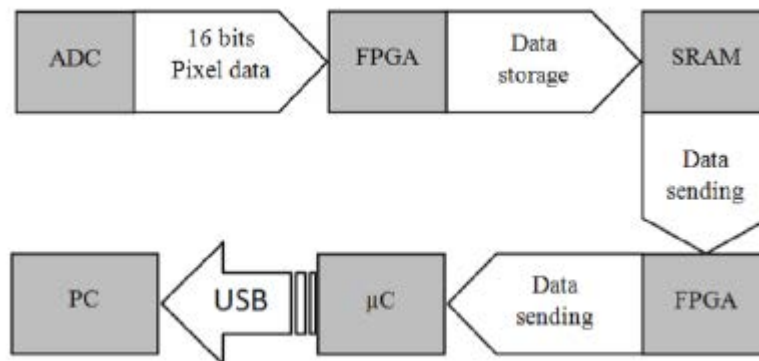 ADC
16 bits
Pixel data
FPGA
Data
storage
SRAM
Data
sending
FPGA
Data
sending
µC
USB
PC